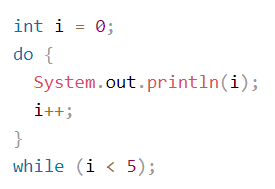 int i = 0;
do {
  System.out.println(i);
  i++;
}
while (i < 5);